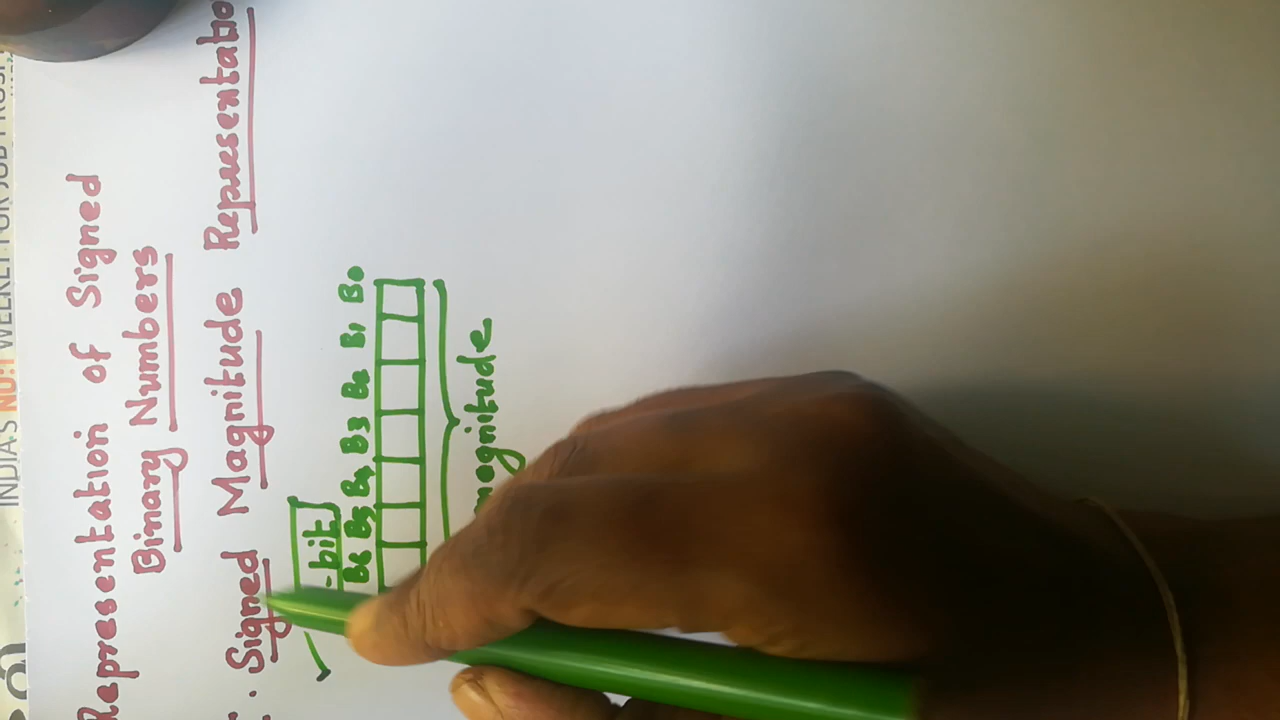 INDIA'S NO:1 WEEKLY FOR JOB
Representation of Signed
Binary Numbers
Signed Magnitude Representatio
-bit
B6 B5 B4 B3 B2 B1 B0
magnitude